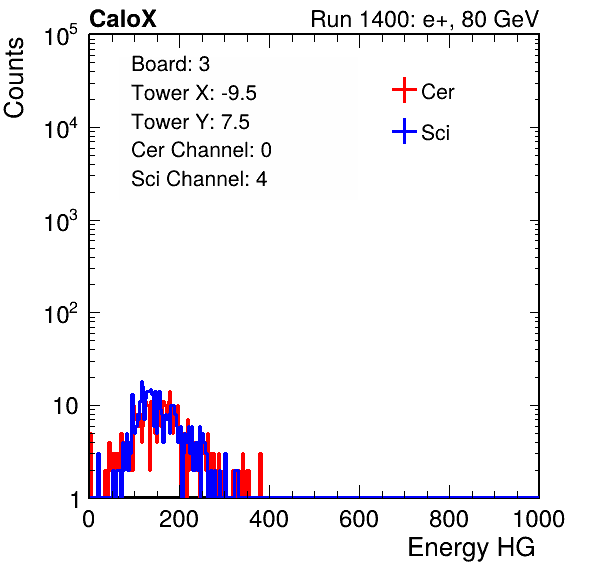 CaloX Run 1400: e+, 80 GeV
Counts
Board: 3
Tower X: -9.5
Tower Y: 7.5
Cer Channel: 0
Sci Channel: 4
Cer
Sci
10^5
10^4
10^3
10^2
10
1
0 200 400 600 800 1000
Energy HG